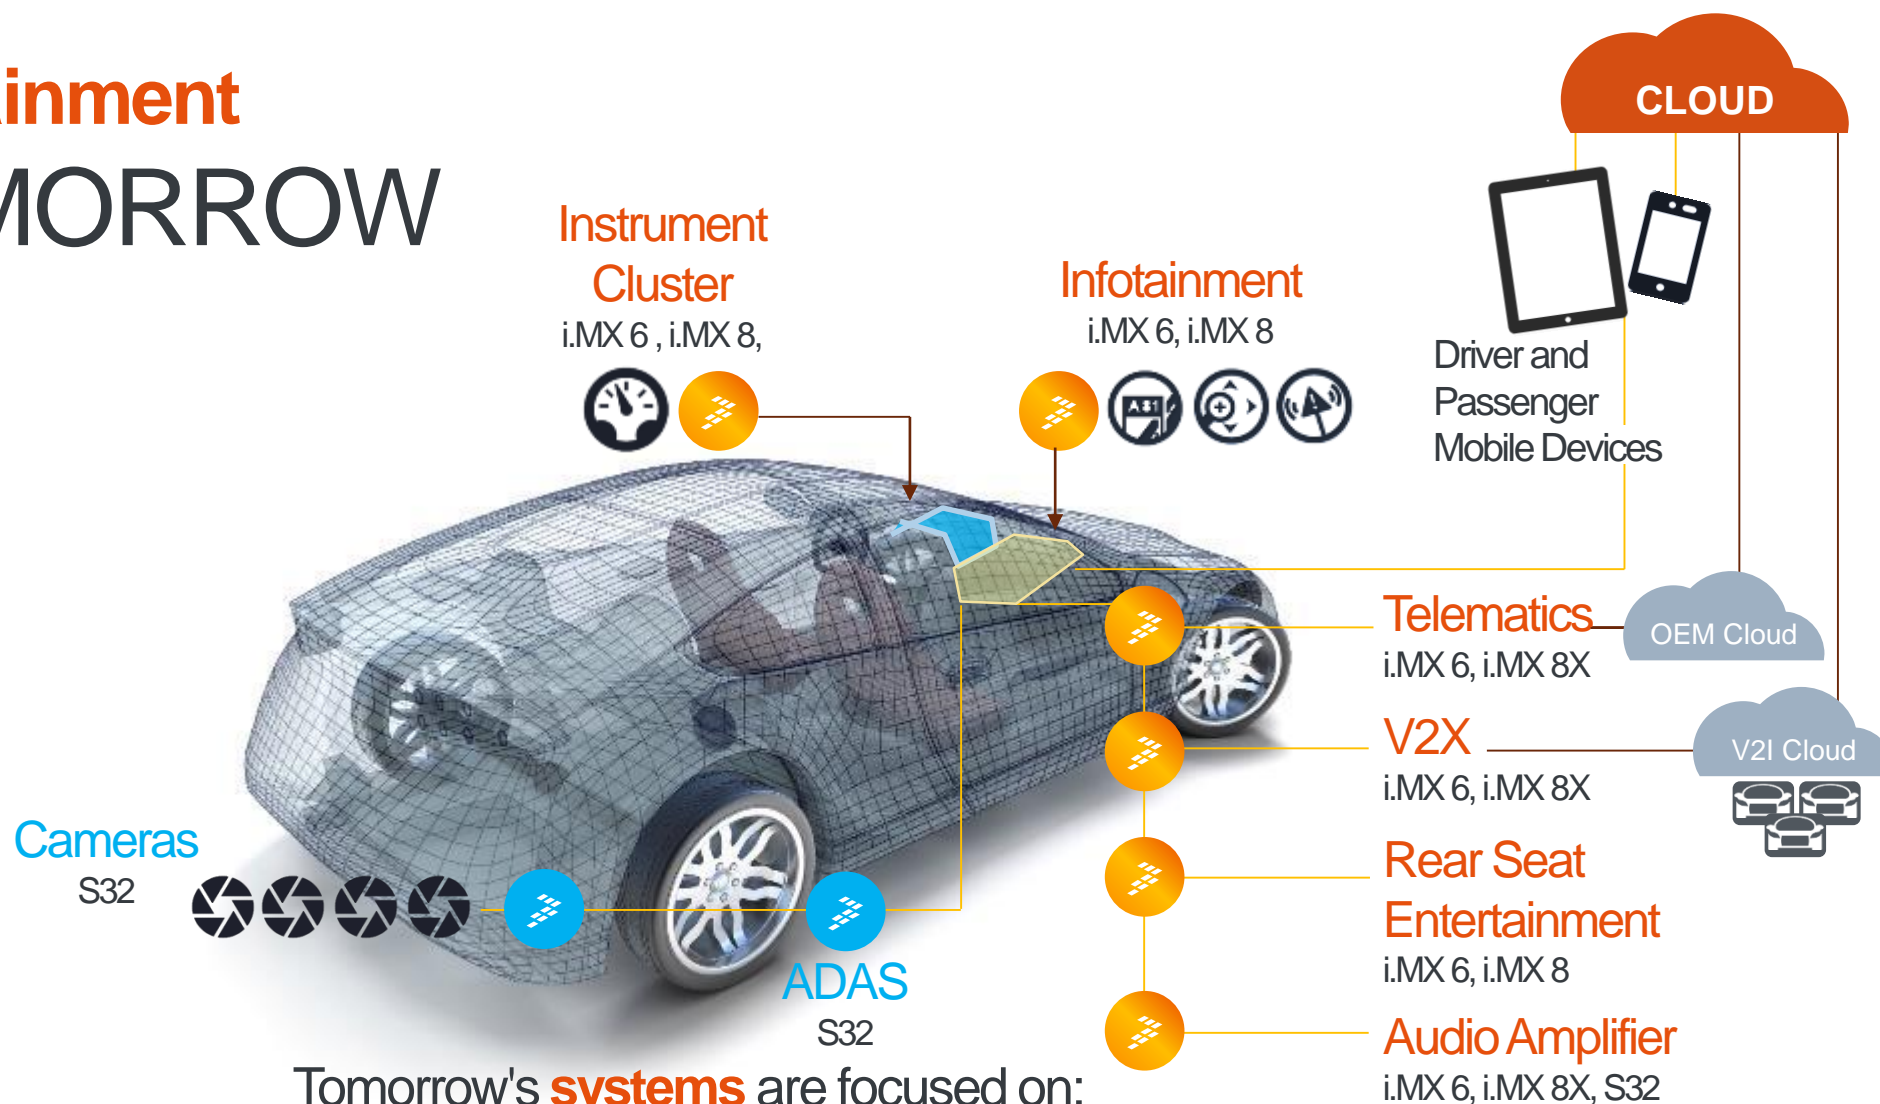 inment
MORROW
CLOUD
Instrument
Cluster
i.MX 6 , i.MX 8,
Infotainment
i.MX 6, i.MX 8
A81
Driver and
Passenger
Mobile Devices
Telematics
i.MX 6, i.MX 8X
OEM Cloud
V2X
i.MX 6, i.MX 8X
V2I Cloud
Cameras
S32
ADAS
S32
Rear Seat
Entertainment
i.MX 6, i.MX 8
Audio Amplifier
i.MX 6, i.MX 8X, S32
Tomorrow's systems are focused on: